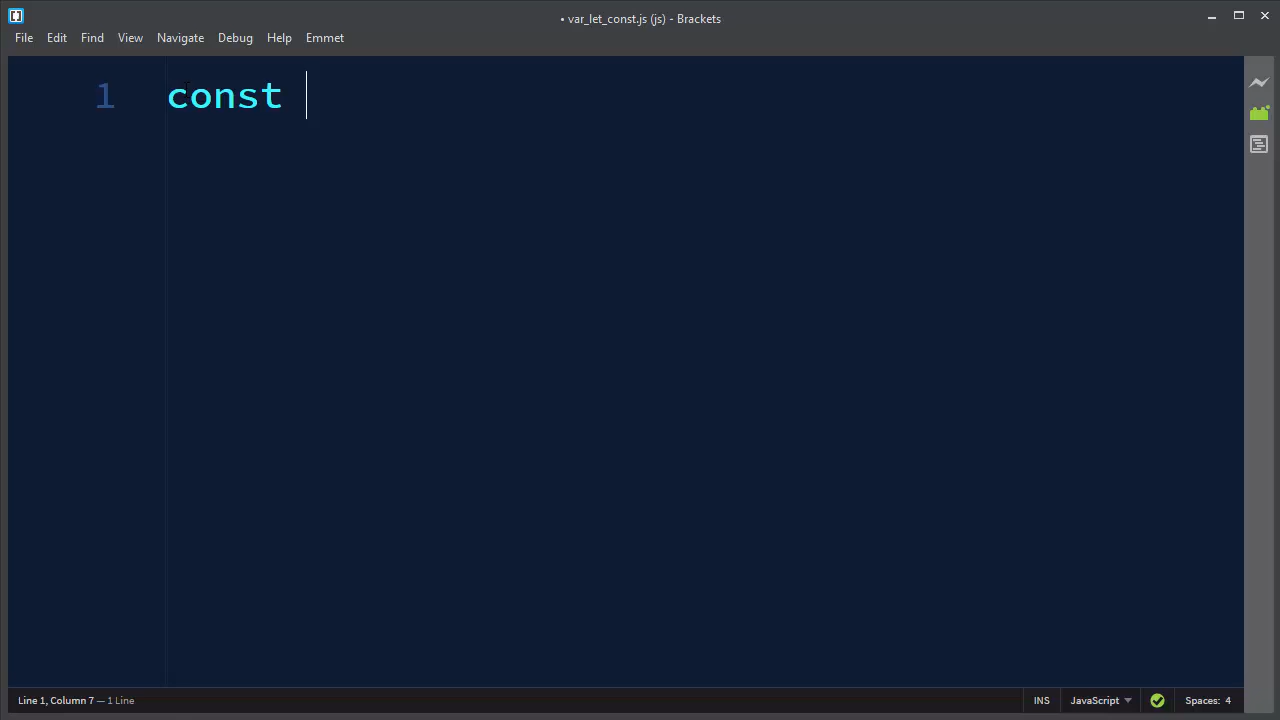 • var_let_const.js (js) - Brackets
File Edit Find View Navigate Debug Help Emmet
1 const
Line 1, Column 7 — 1 Line INS JavaScript Spaces: 4